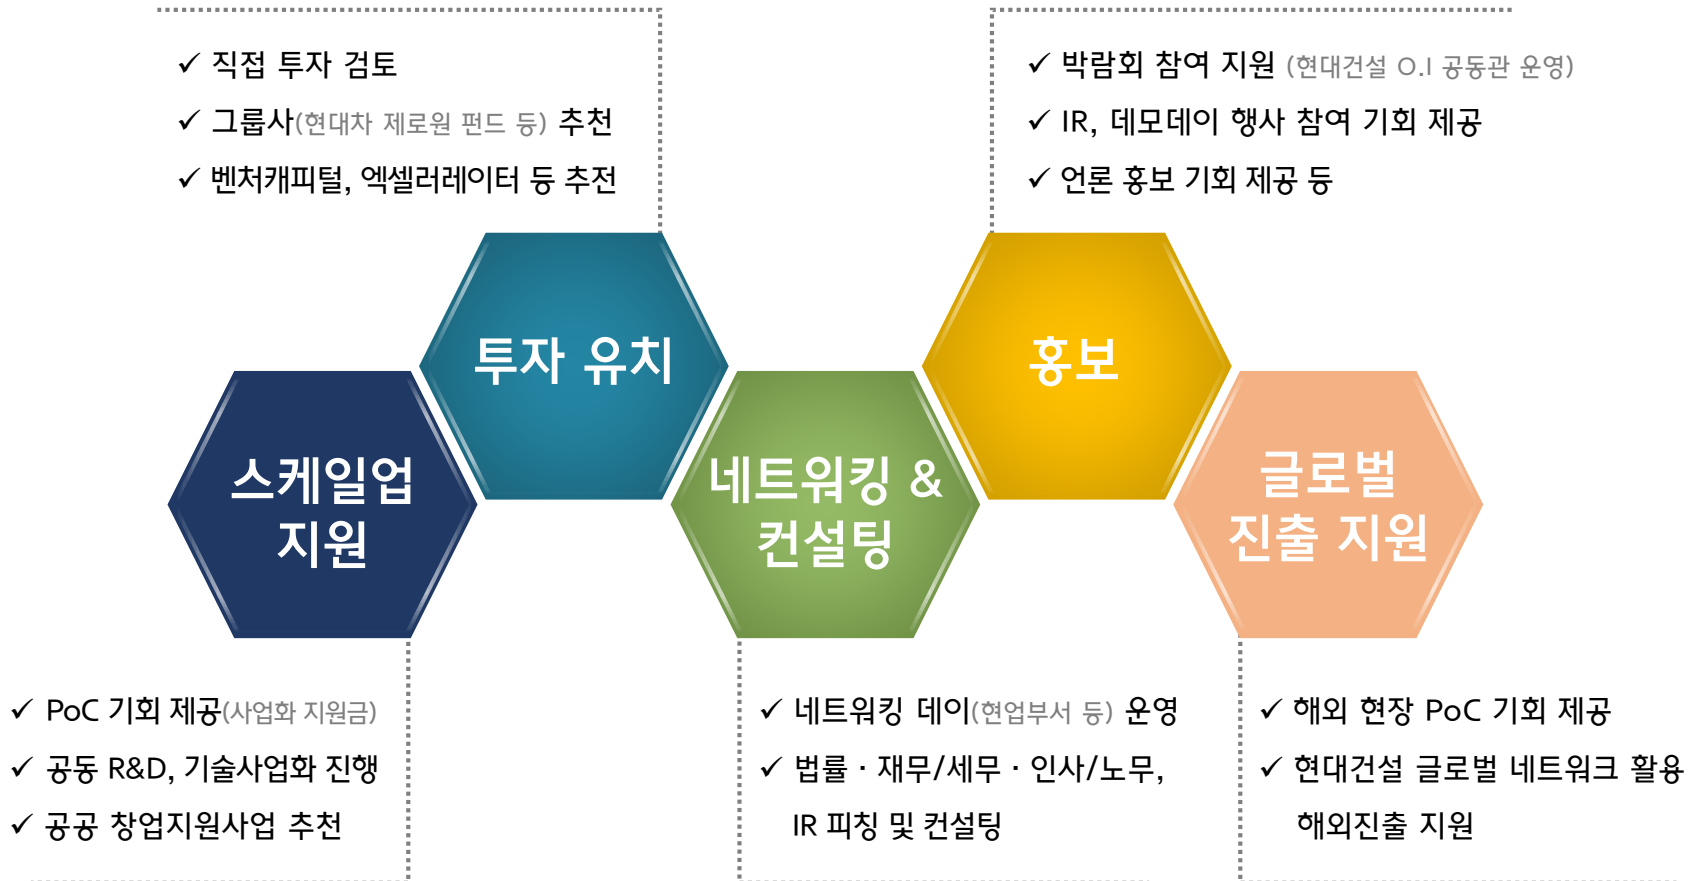 ✓ 직접 투자 검토
✓ 그룹사(현대차 제로원 펀드 등) 추천
✓ 벤처캐피털, 엑셀러레이터 등 추전
✓ 박람회 참여 지원 (현대건설 O.I 공동관 운영)
✓ IR, 데모데이 행사 참여 기회 제공
✓ 언론 홍보 기회 제공 등
투자 유치
홍보
스케일업
지원
네트워킹 &
컨설팅
글로벌
진출 지원
✓ PoC 기회 제공(사업화 지원금)
✓ 공동 R&D, 기술사업화 진행
✓ 공공 창업지원사업 추천
✓ 네트워킹 데이(현업부서 등) 운영
✓ 법률 · 재무/세무 · 인사/노무,
IR 피칭 및 컨설팅
✓ 해외 현장 PoC 기회 제공
✓ 현대건설 글로벌 네트워크 활용
해외진출 지원